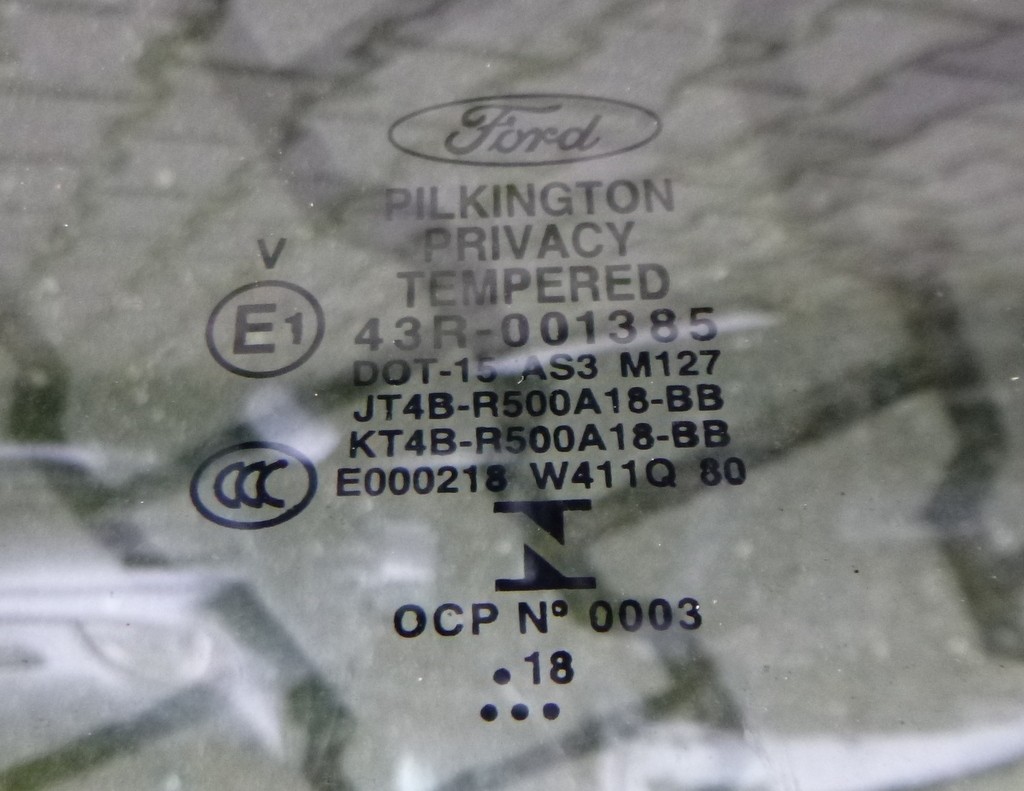 Ford
PILKINGTON
PRIVACY
TEMPERED
V
E1
43R-001385
DOT-15 AS3 M127
JT4B-R500A18-BB
KT4B-R500A18-BB
CCC
E000218 W411Q 80
N
OCP Nº 0003
.18
...